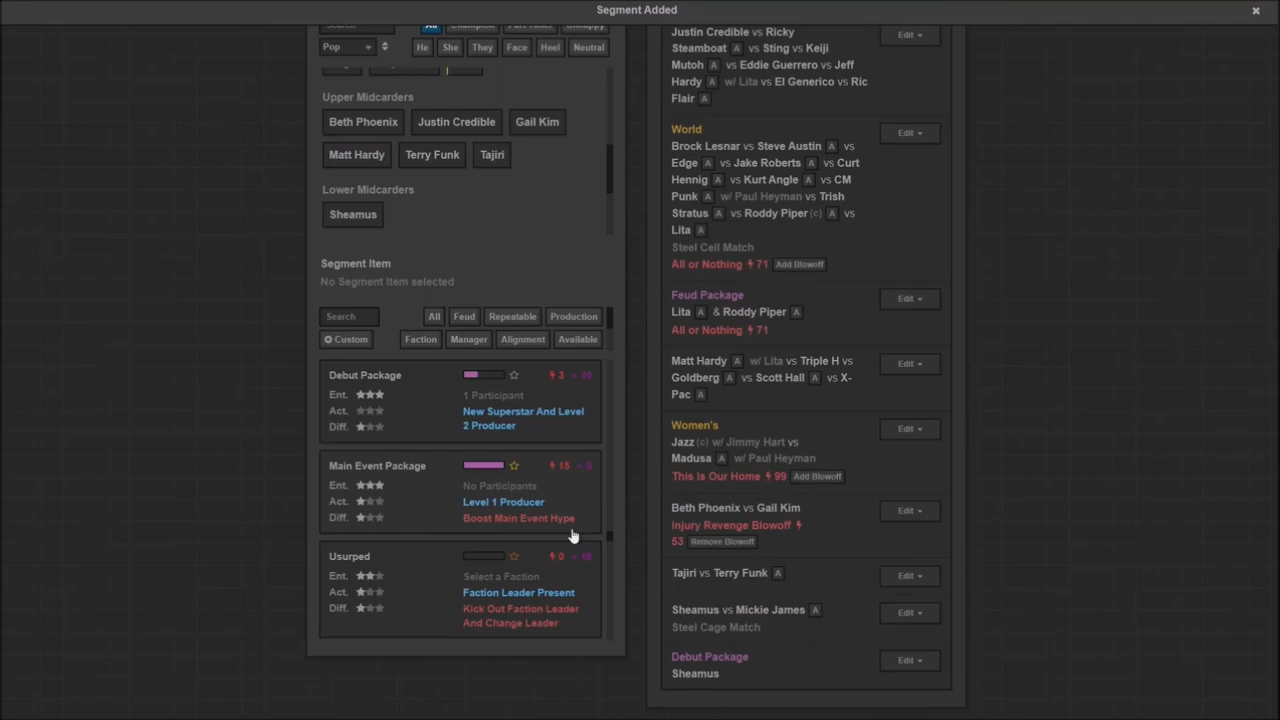 Segment Added
Pop
He
She
They
Face
Heel
Neutral
Upper Midcarders
Beth Phoenix
Justin Credible
Gail Kim
Matt Hardy
Terry Funk
Tajiri
Lower Midcarders
Sheamus
Segment Item
No Segment Item selected
Search
All
Feud
Repeatable
Production
Custom
Faction
Manager
Alignment
Available
Debut Package
3
Ent.
1 Participant
Act.
New Superstar And Level
Diff.
2 Producer
Main Event Package
15
Ent.
No Participants
Act.
Level 1 Producer
Diff.
Boost Main Event Hype
Usurped
0
Ent.
Select a Faction
Act.
Faction Leader Present
Diff.
Kick Out Faction Leader
And Change Leader
Justin Credible vs Ricky
Steamboat A vs Sting vs Keiji
Mutoh A vs Eddie Guerrero vs Jeff
Hardy A w/ Lita vs El Generico vs Ric
Flair A
Edit
World
Brock Lesnar vs Steve Austin A vs
Edge A vs Jake Roberts A vs Curt
Hennig A vs Kurt Angle A vs CM
Punk A w/ Paul Heyman vs Trish
Stratus A vs Roddy Piper (c) A vs
Lita A
Steel Cell Match
All or Nothing 71 Add Blowoff
Edit
Feud Package
Lita A & Roddy Piper A
All or Nothing 71
Edit
Matt Hardy A w/ Lita vs Triple H vs
Goldberg A vs Scott Hall A vs X-
Pac A
Edit
Women's
Jazz (c) w/ Jimmy Hart vs
Madusa A w/ Paul Heyman
This Is Our Home 99 Add Blowoff
Edit
Beth Phoenix vs Gail Kim
Injury Revenge Blowoff
53 Remove Blowoff
Edit
Tajiri vs Terry Funk A
Edit
Sheamus vs Mickie James A
Steel Cage Match
Edit
Debut Package
Sheamus
Edit